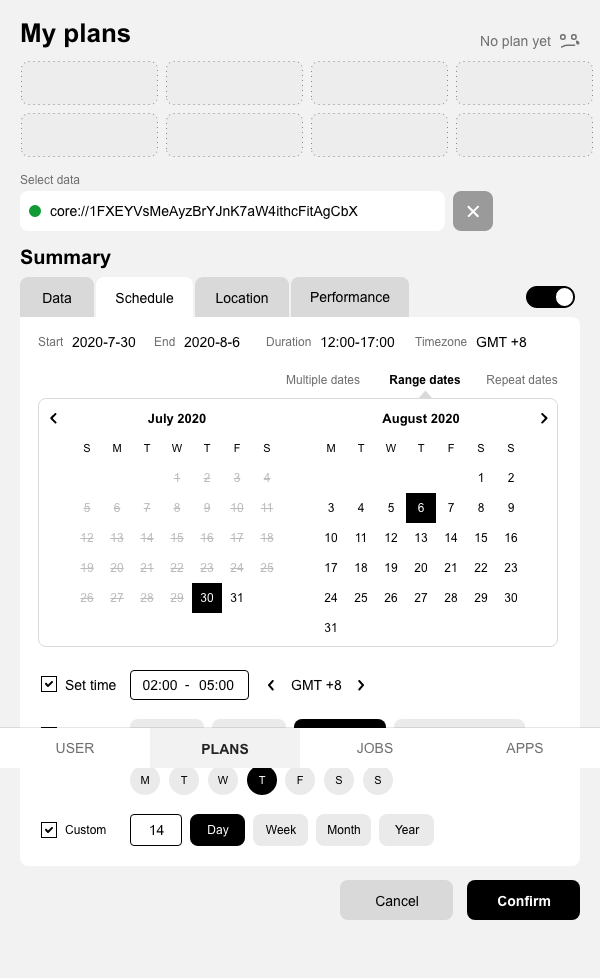 My plans
No plan yet
Select data
core://1FXEYVsMeAyzBrYJnK7aW4ithcFitAgCbX
Summary
Data Schedule Location Performance
Start 2020-7-30 End 2020-8-6 Duration 12:00-17:00 Timezone GMT +8
Multiple dates Range dates Repeat dates
July 2020 August 2020
S M T W T F S M T W T F S S
1 2 3 4 1 2
5 6 7 8 9 10 11 3 4 5 6 7 8 9
12 13 14 15 16 17 18 10 11 12 13 14 15 16
19 20 21 22 23 24 25 17 18 19 20 21 22 23
26 27 28 29 30 31 24 25 26 27 28 29 30
31
Set time 02:00 - 05:00 GMT +8
USER PLANS JOBS APPS
M T W T F S S
Custom 14 Day Week Month Year
Cancel Confirm